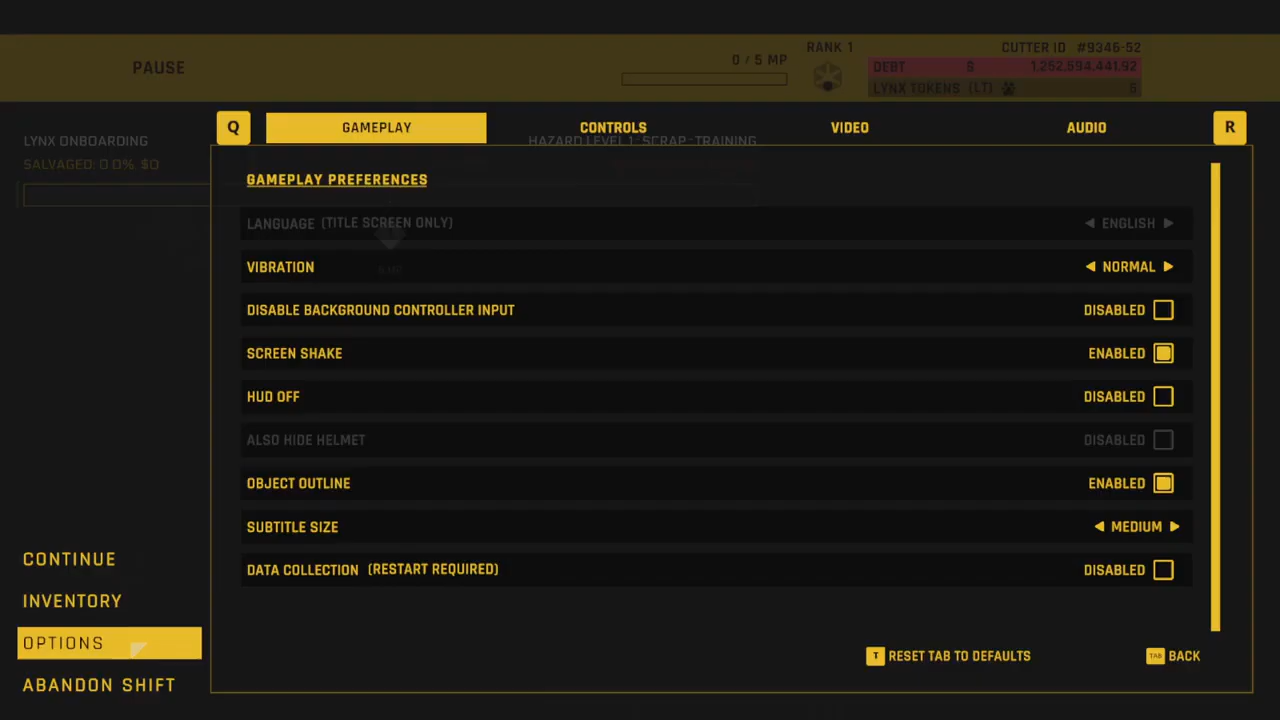 PAUSE
0 / 5 MP
RANK 1
CUTTER ID #9346-52
DEBT $ 1,252,594,441.92
LYNX TOKENS (LT)
Q
GAMEPLAY
CONTROLS
VIDEO
AUDIO
R
LYNX ONBOARDING
HAZARD LEVEL 1: SCRAP-TRAINING
GAMEPLAY PREFERENCES
LANGUAGE (TITLE SCREEN ONLY) ENGLISH
VIBRATION NORMAL
DISABLE BACKGROUND CONTROLLER INPUT DISABLED
SCREEN SHAKE ENABLED
HUD OFF DISABLED
ALSO HIDE HELMET DISABLED
OBJECT OUTLINE ENABLED
SUBTITLE SIZE MEDIUM
DATA COLLECTION (RESTART REQUIRED) DISABLED
SALVAGED: 0.0%, $0
CONTINUE
INVENTORY
OPTIONS
ABANDON SHIFT
T RESET TAB TO DEFAULTS
TAB BACK